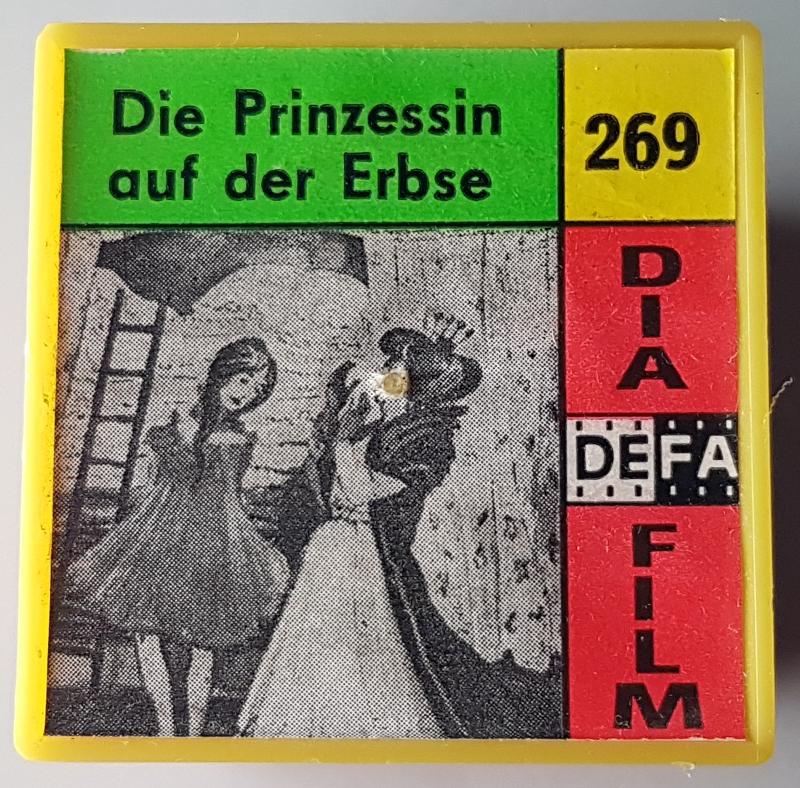 Die Prinzessin
auf der Erbse
269
DIA
DEFA
FILM